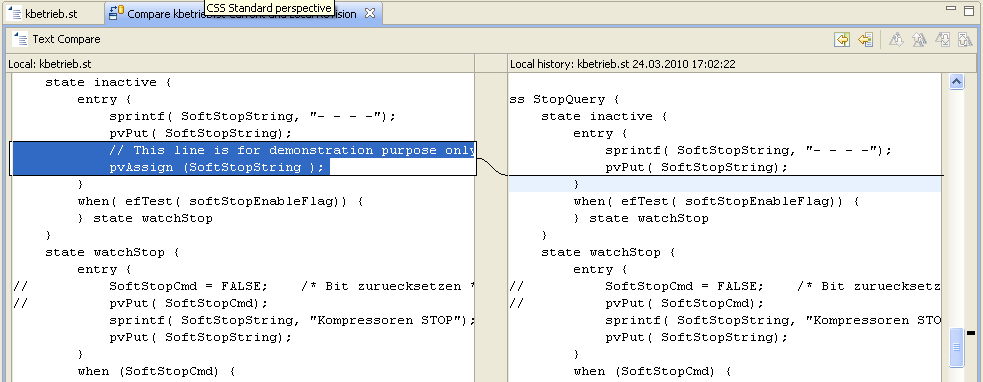 kbetrieb.st
Compare kbetrieb.st
CSS Standard perspective
Text Compare
Local: kbetrieb.st
    state inactive {
        entry {
            sprintf( SoftStopString, "- - - -");
            pvPut( SoftStopString);
            // This line is for demonstration purpose only
            pvAssign (SoftStopString );
        }
        when( efTest( softStopEnableFlag)) {
        } state watchStop
    }
    state watchStop {
        entry {
//          SoftStopCmd = FALSE;    /* Bit zuruecksetzen *
//          pvPut( SoftStopCmd);
            sprintf( SoftStopString, "Kompressoren STOP");
            pvPut( SoftStopString);
        }
        when (SoftStopCmd) {
Local history: kbetrieb.st 24.03.2010 17:02:22
ss StopQuery {
    state inactive {
        entry {
            sprintf( SoftStopString, "- - - -");
            pvPut( SoftStopString);
        }
        when( efTest( softStopEnableFlag)) {
        } state watchStop
    }
    state watchStop {
        entry {
//          SoftStopCmd = FALSE;    /* Bit zuruecksetz
//          pvPut( SoftStopCmd);
            sprintf( SoftStopString, "Kompressoren STO
            pvPut( SoftStopString);
        }
        when (SoftStopCmd) {